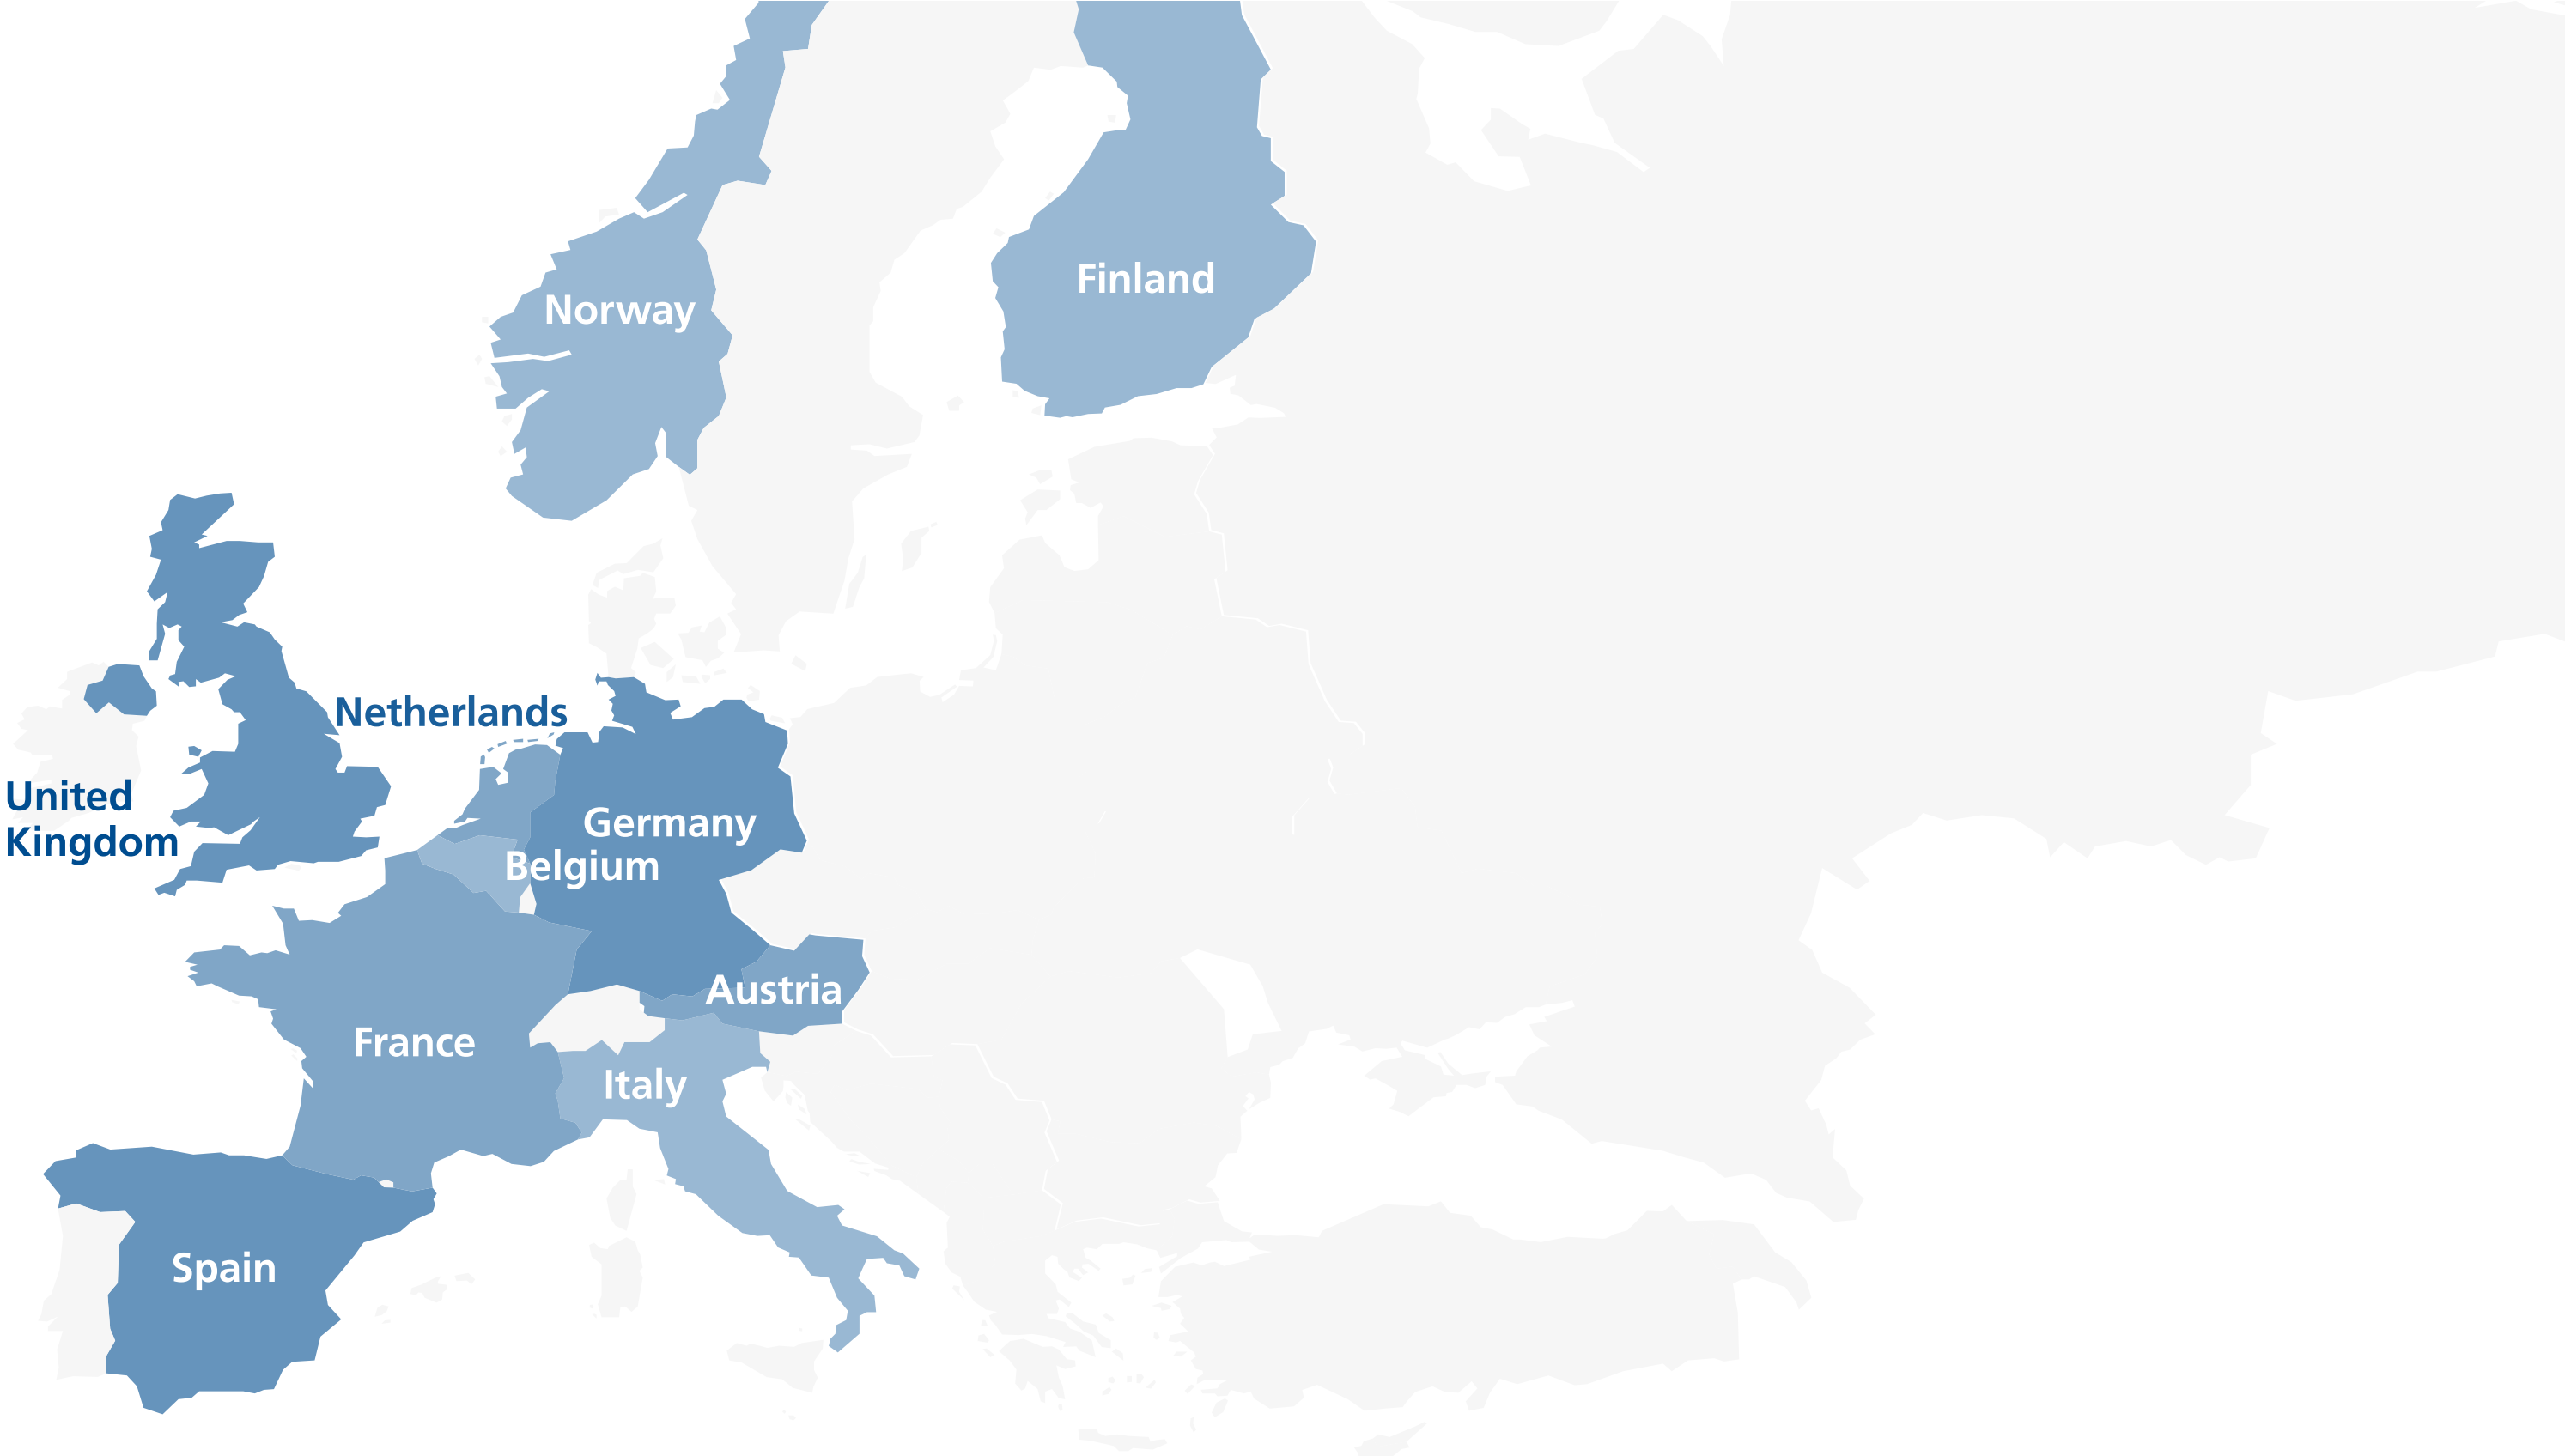 Finland
Norway
Netherlands
United
Kingdom
Germany
Belgium
Austria
France
Italy
Spain